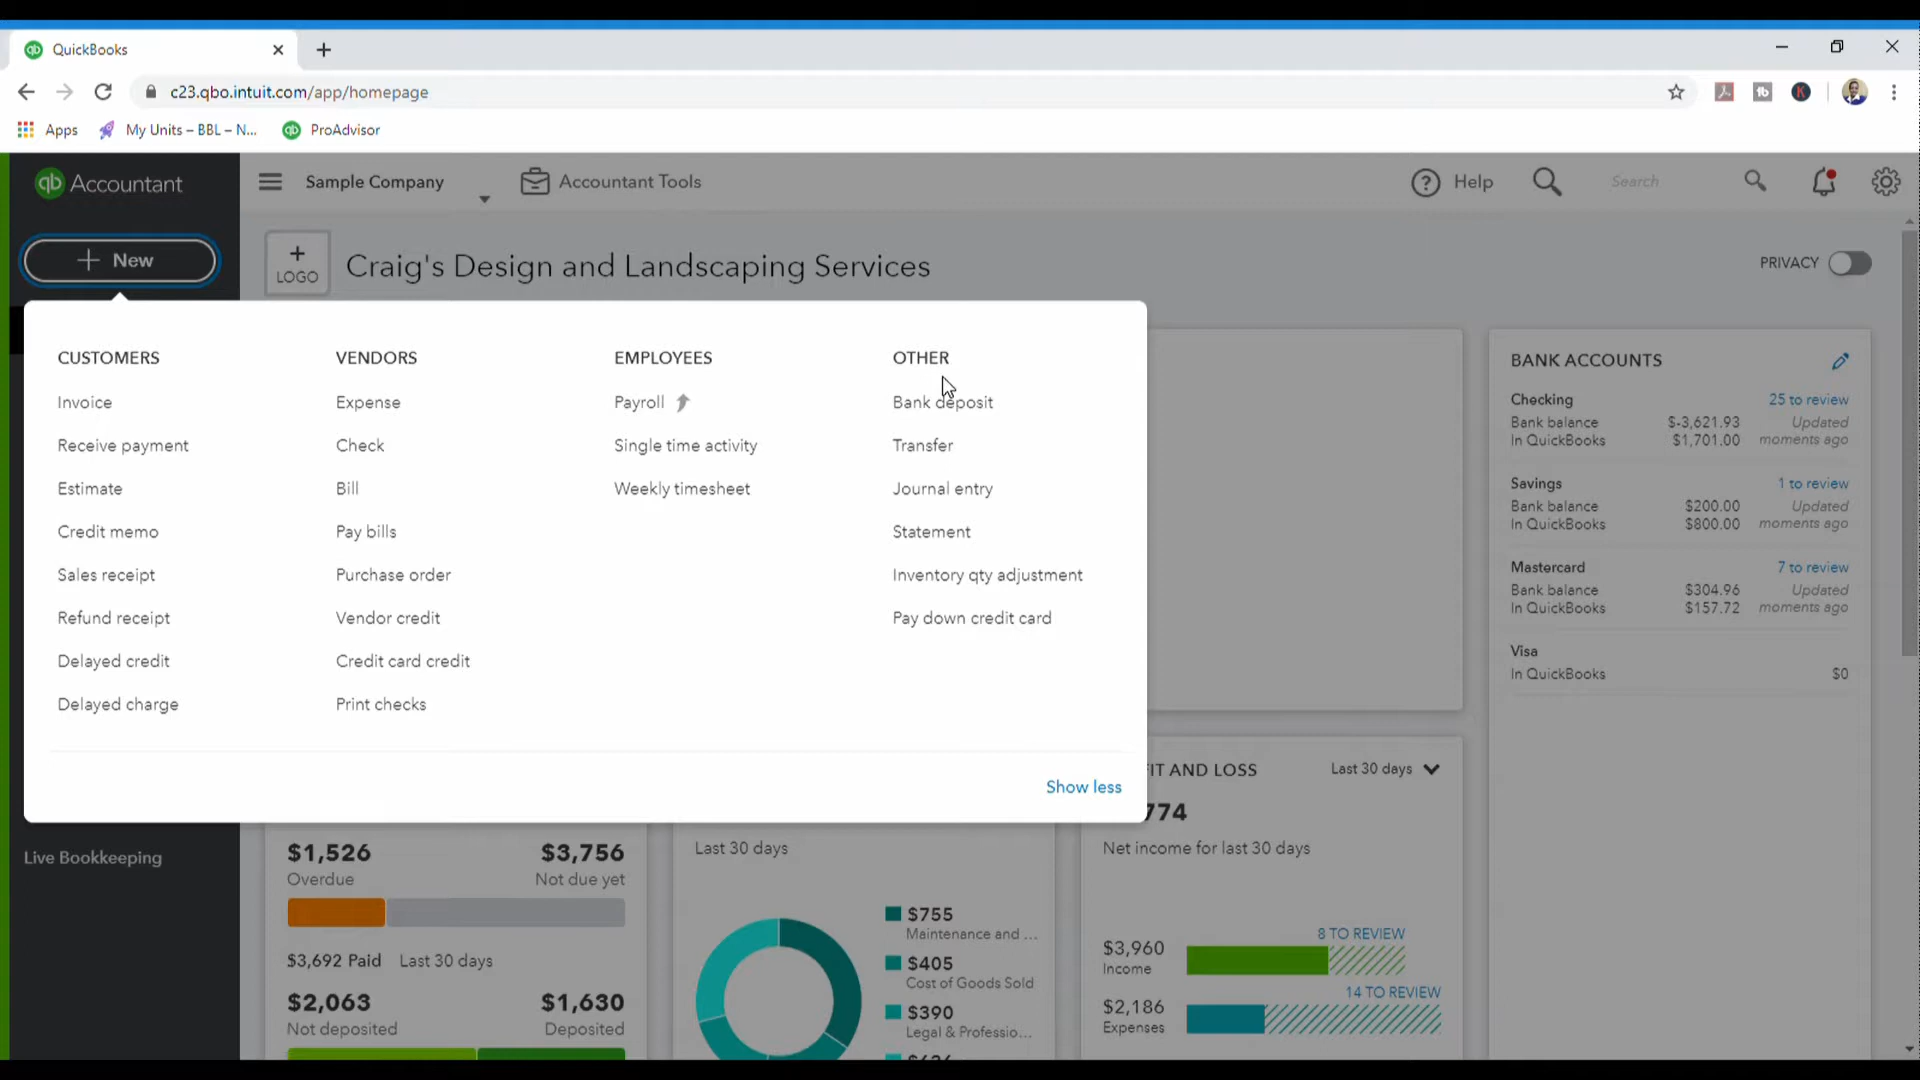 QuickBooks
c23.qbo.intuit.com/app/homepage
Apps
My Units – BBL – N...
ProAdvisor
qb Accountant
Sample Company
Accountant Tools
Help
Search
+ New
+ LOGO
Craig's Design and Landscaping Services
PRIVACY
CUSTOMERS
Invoice
Receive payment
Estimate
Credit memo
Sales receipt
Refund receipt
Delayed credit
Delayed charge
VENDORS
Expense
Check
Bill
Pay bills
Purchase order
Vendor credit
Credit card credit
Print checks
EMPLOYEES
Payroll
Single time activity
Weekly timesheet
OTHER
Bank deposit
Transfer
Journal entry
Statement
Inventory qty adjustment
Pay down credit card
Show less
BANK ACCOUNTS
Checking 25 to review
Bank balance $-3,621.93 Updated
In QuickBooks $1,701.00 moments ago
Savings 1 to review
Bank balance $200.00 Updated
In QuickBooks $800.00 moments ago
Mastercard 7 to review
Bank balance $304.96 Updated
In QuickBooks $157.72 moments ago
Visa
In QuickBooks $0
Live Bookkeeping
$1,526 $3,756
Overdue Not due yet
$3,692 Paid Last 30 days
$2,063 $1,630
Not deposited Deposited
Last 30 days
$755
Maintenance and ...
$405
Cost of Goods Sold
$390
Legal & Professio...
IT AND LOSS Last 30 days
774
Net income for last 30 days
8 TO REVIEW
$3,960
Income
14 TO REVIEW
$2,186
Expenses